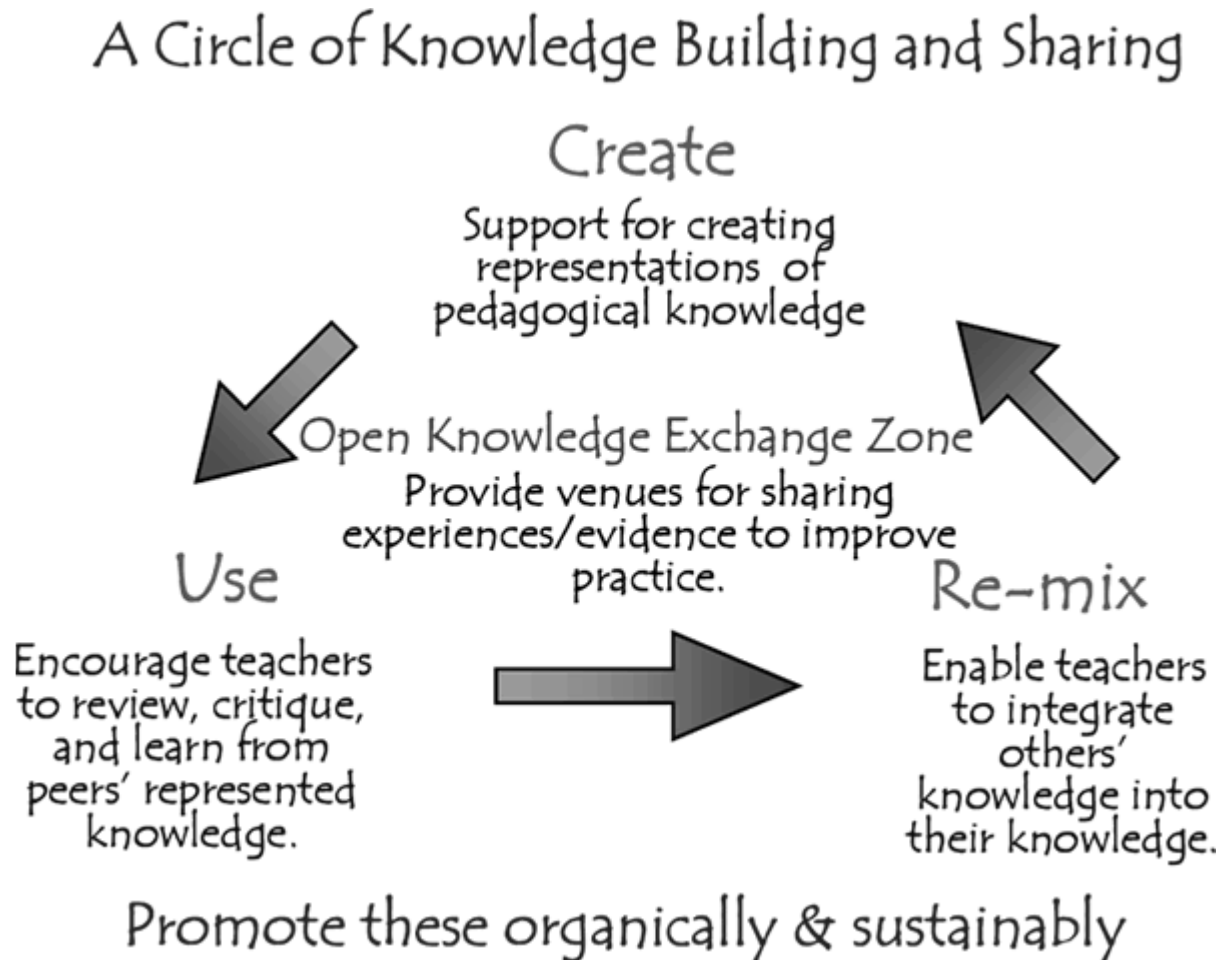 A Circle of Knowledge Building and Sharing
Create
Support for creating
representations of
pedagogical knowledge
Open Knowledge Exchange Zone
Provide venues for sharing
experiences/evidence to improve
practice.
Use
Encourage teachers
to review, critique,
and learn from
peers' represented
knowledge.
Re-mix
Enable teachers
to integrate
others'
knowledge into
their knowledge.
Promote these organically & sustainably